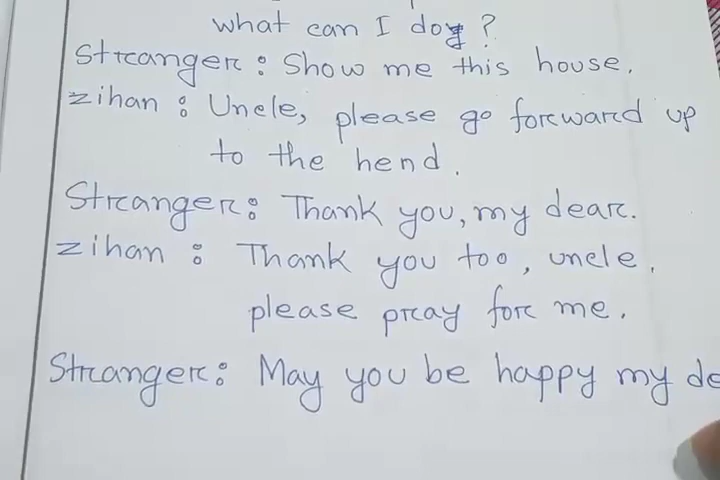 what can I do ?
Stranger : Show me this house.
zihan : Uncle, please go forward up
to the hend.
Stranger : Thank you, my dear.
zihan : Thank you too, uncle,
please pray for me.
Stranger : May you be happy my de